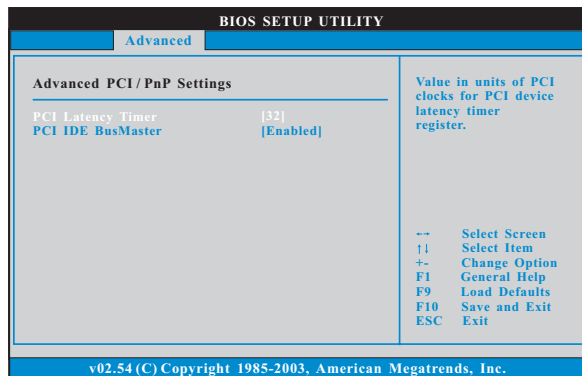 BIOS SETUP UTILITY
Advanced
Advanced PCI / PnP Settings
PCI Latency Timer [32]
PCI IDE BusMaster [Enabled]
Value in units of PCI
clocks for PCI device
latency timer
register.
←→ Select Screen
↑↓ Select Item
+- Change Option
F1 General Help
F9 Load Defaults
F10 Save and Exit
ESC Exit
v02.54 (C) Copyright 1985-2003, American Megatrends, Inc.